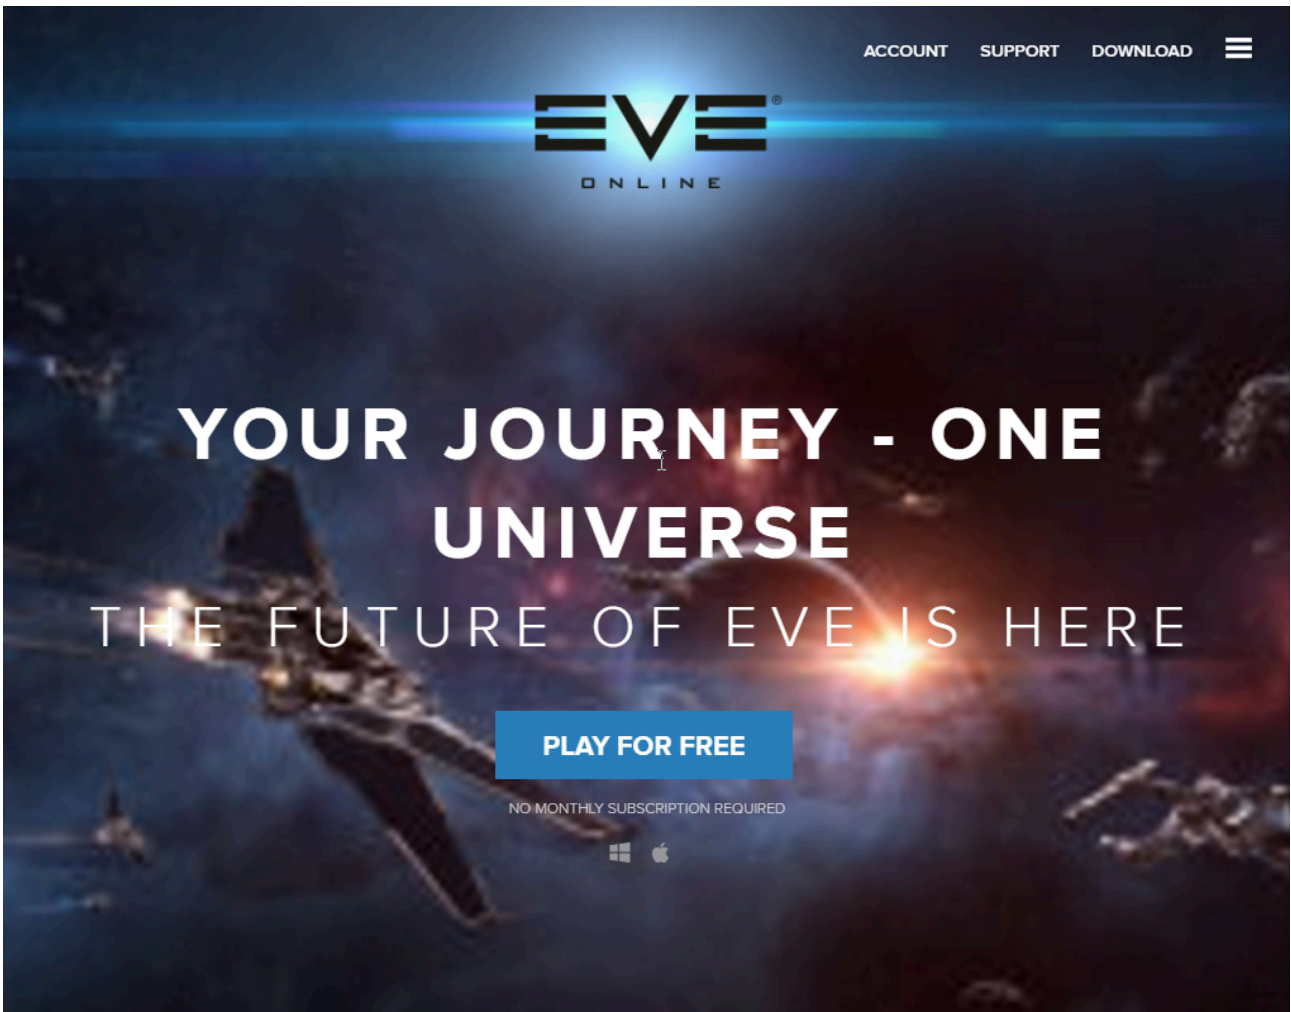 ACCOUNT SUPPORT DOWNLOAD
EVE®
ONLINE
YOUR JOURNEY - ONE
UNIVERSE
THE FUTURE OF EVE IS HERE
PLAY FOR FREE
NO MONTHLY SUBSCRIPTION REQUIRED